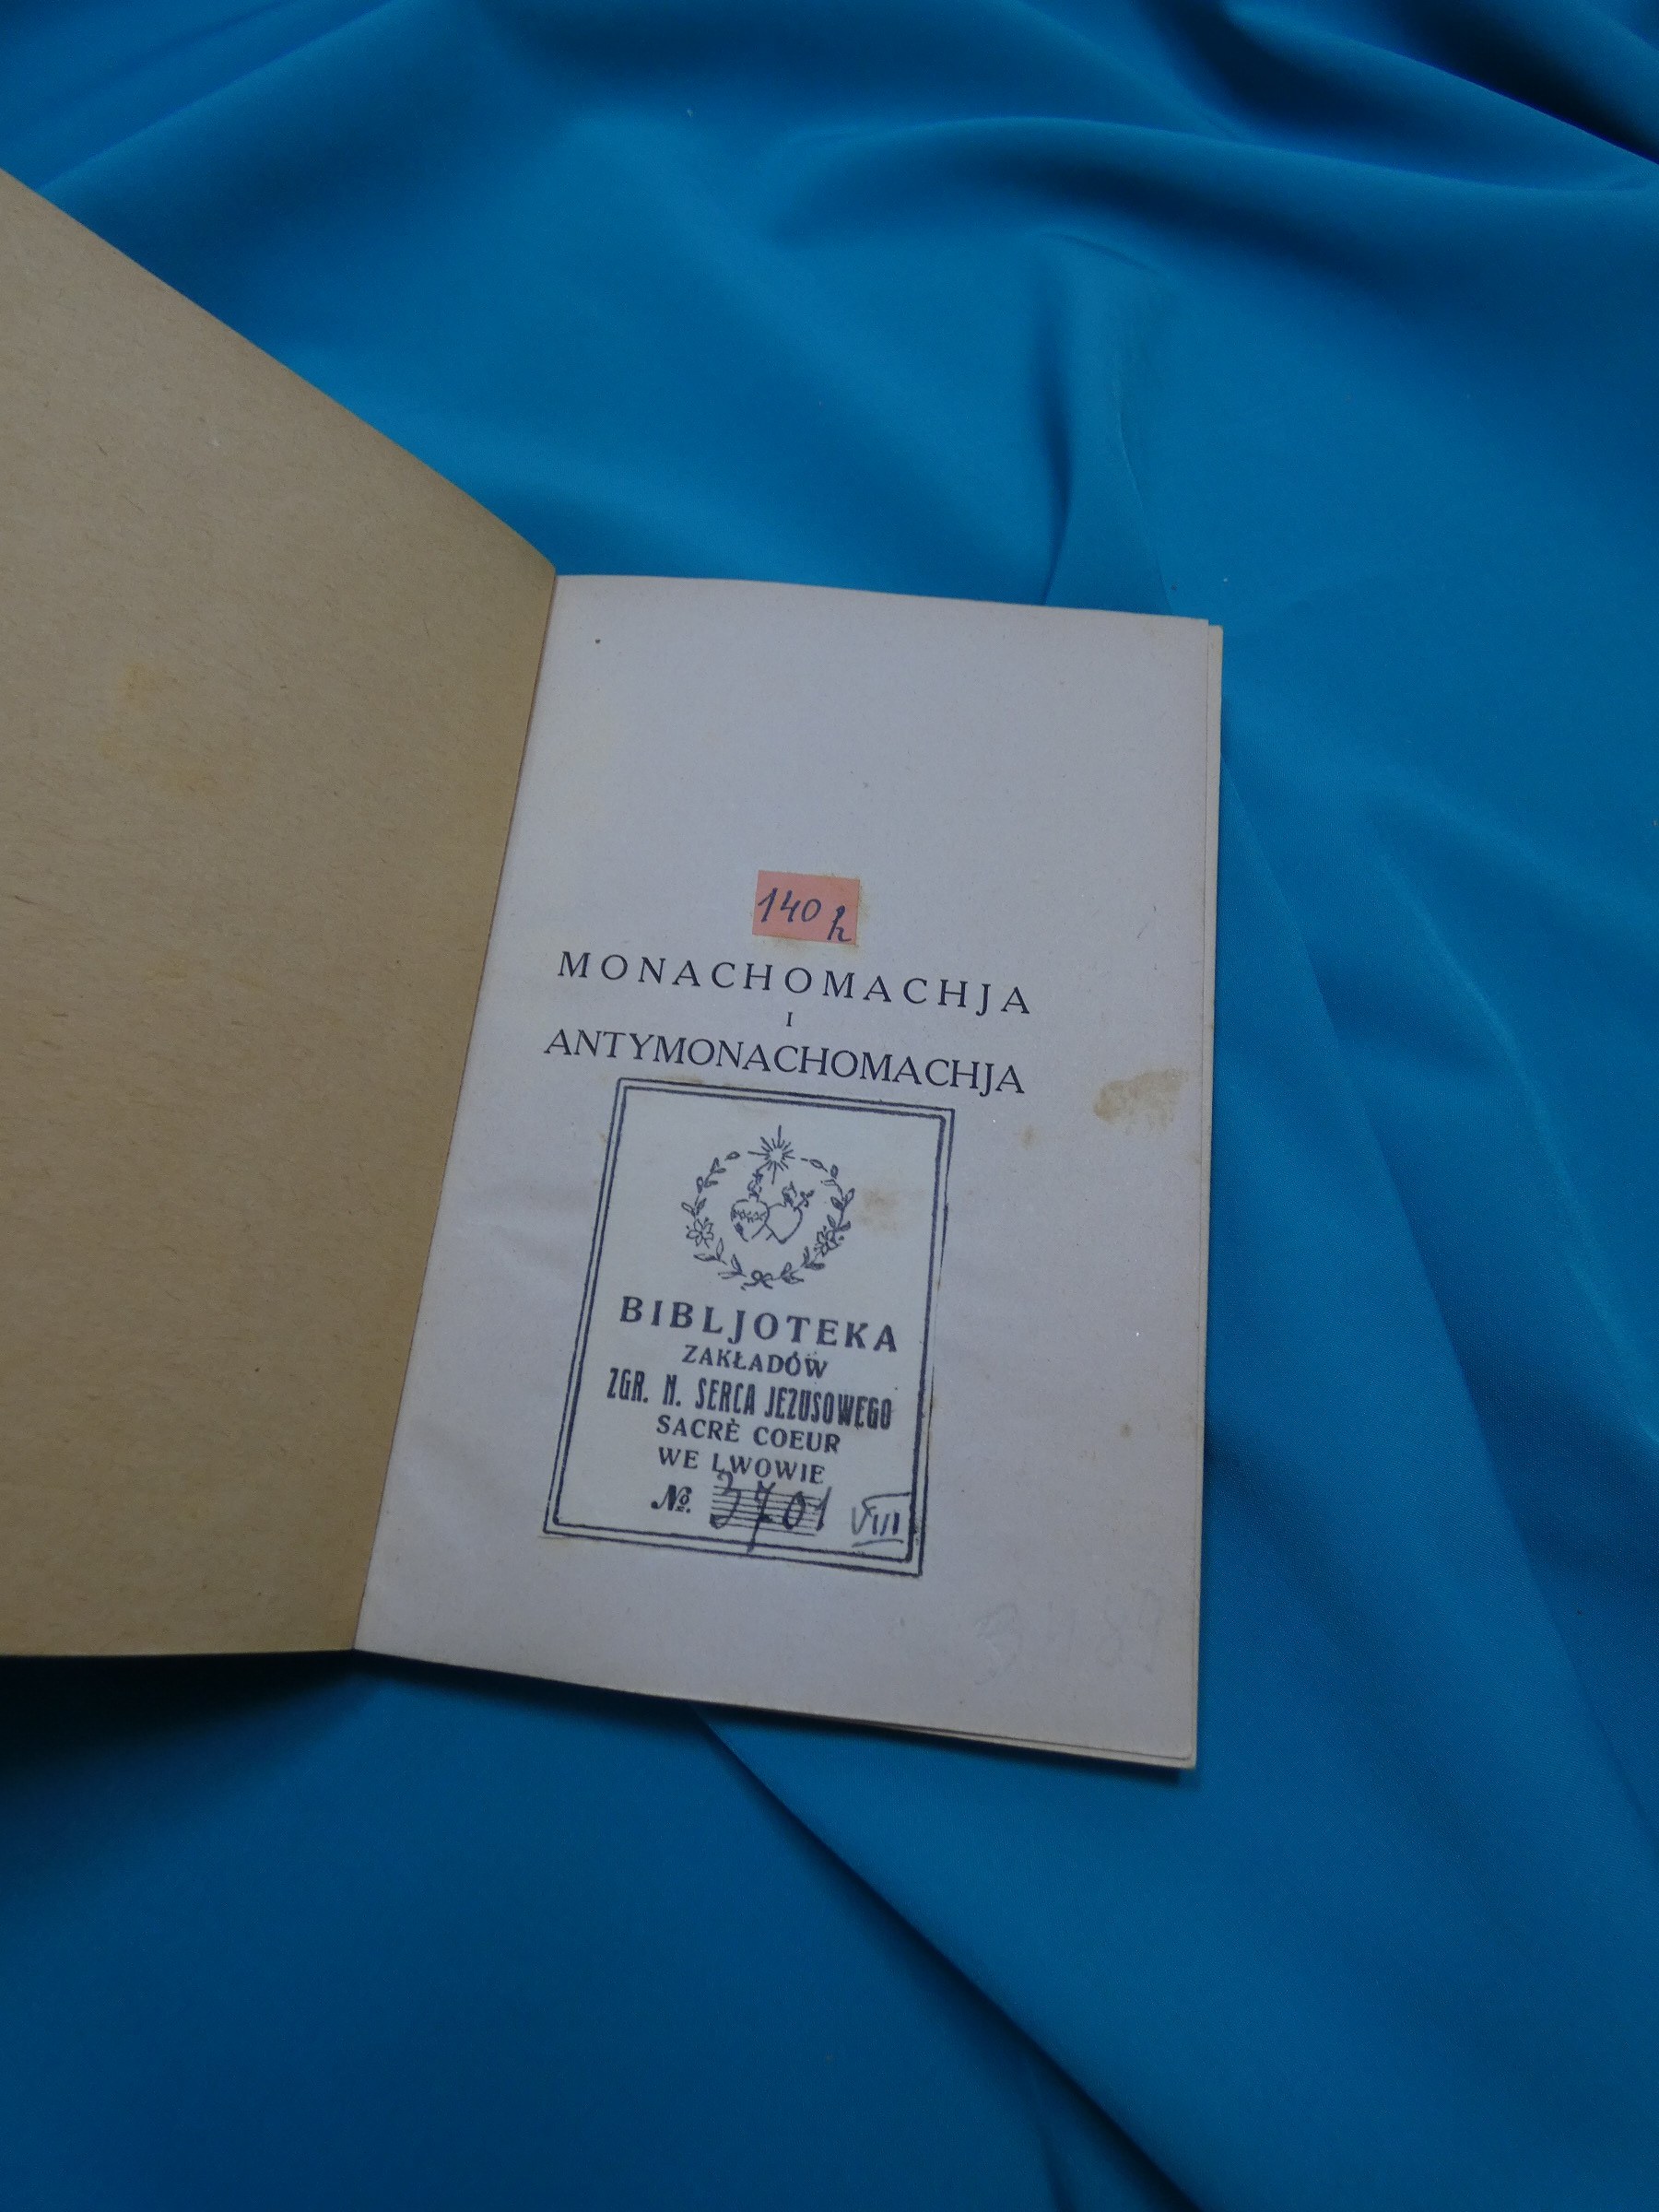 140 h
MONACHOMACHJA
I
ANTYMONACHOMACHJA
BIBLJOTEKA
ZAKŁADÓW
ZGR. N. SERCA JEZUSOWEGO
SACRÈ COEUR
WE LWOWIE
№. 3701 VIII